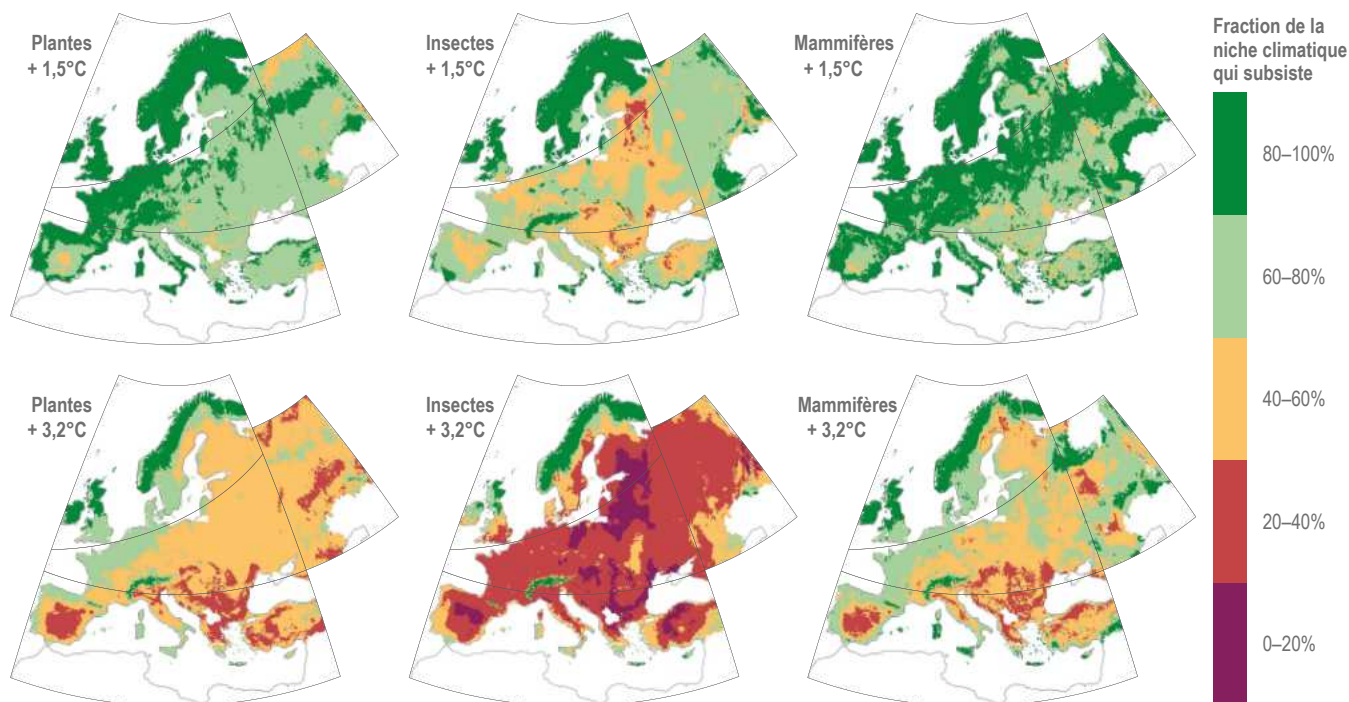 Plantes
+ 1,5°C
Insectes
+ 1,5°C
Mammifères
+ 1,5°C
Fraction de la
niche climatique
qui subsiste
80–100%
60–80%
40–60%
20–40%
0–20%
Plantes
+ 3,2°C
Insectes
+ 3,2°C
Mammifères
+ 3,2°C